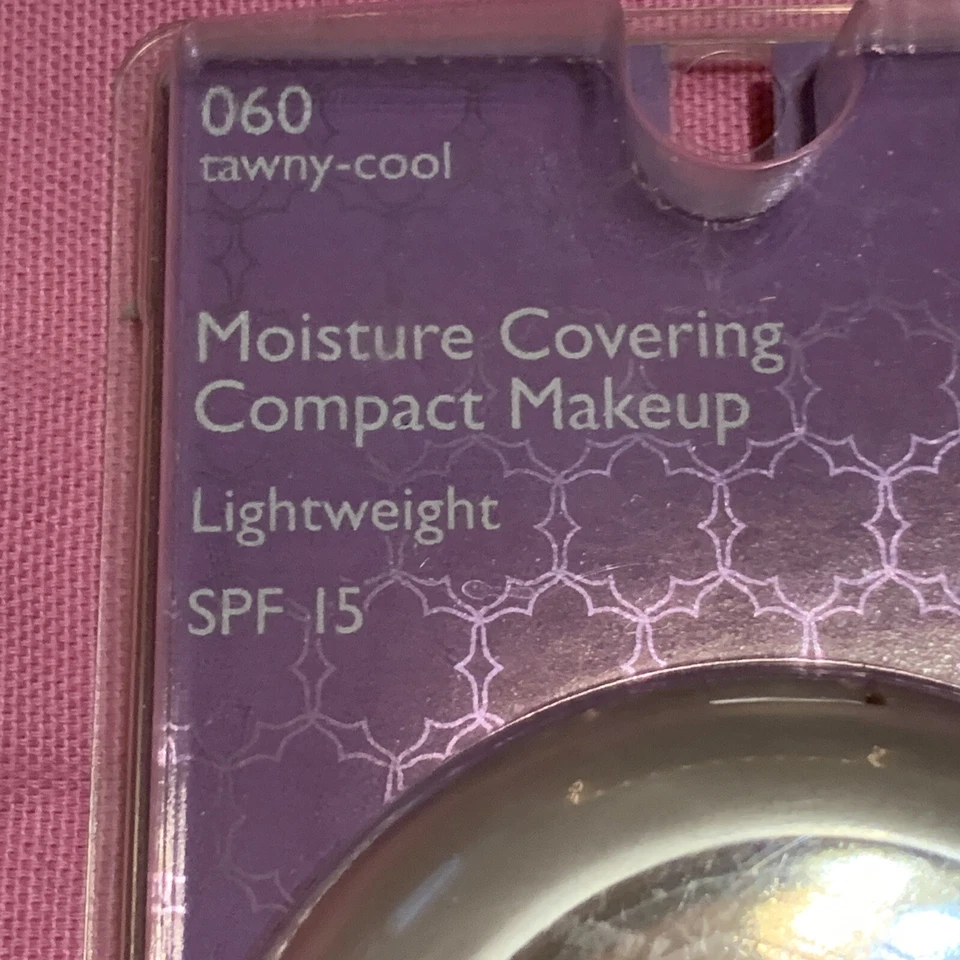 060
tawny-cool
Moisture Covering
Compact Makeup
Lightweight
SPF 15